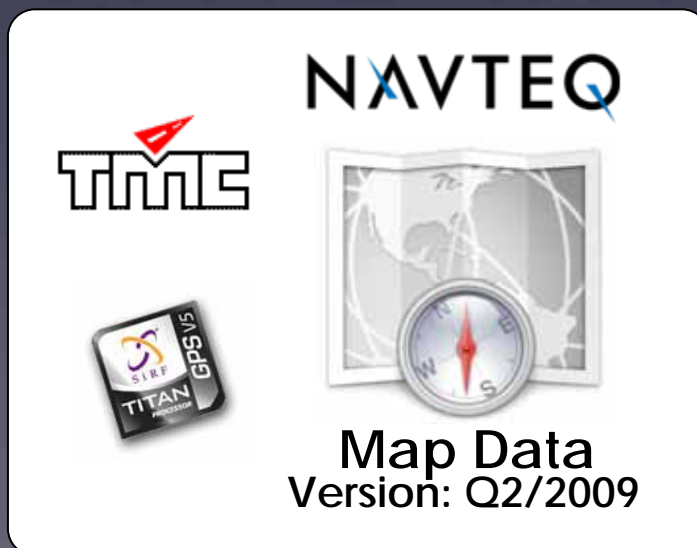 NAVTEQ
TMC
SiRF
TITAN
PROCESSOR
GPS V5
N
E
W
S
Map Data
Version: Q2/2009